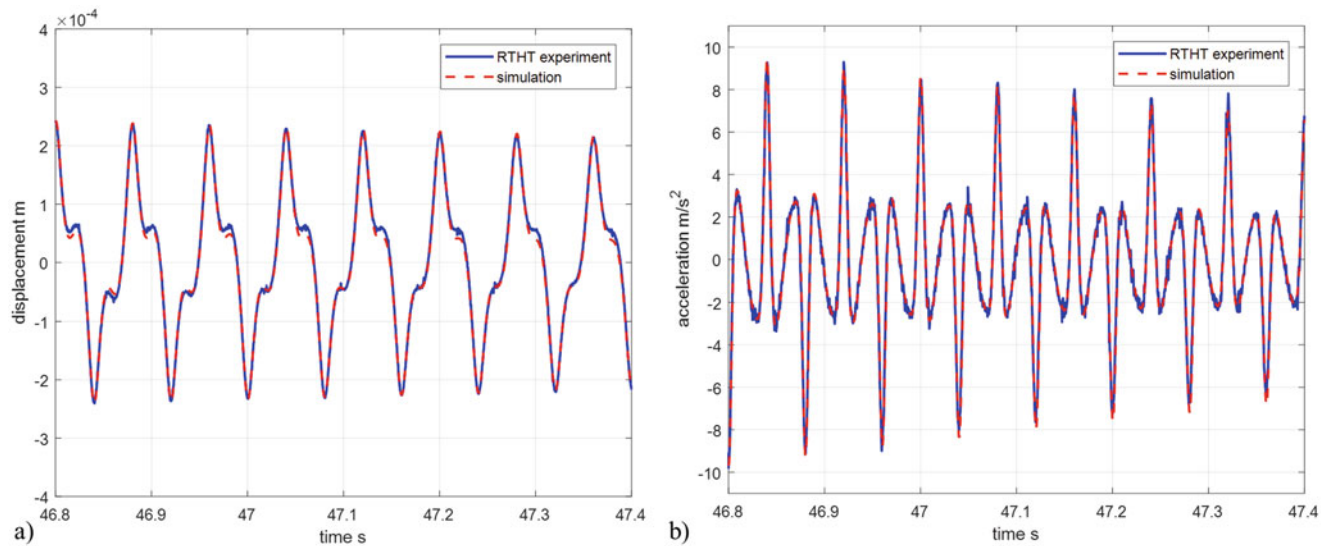 ×10⁻⁴
4
3
2
1
0
-1
-2
-3
-4
displacement m
RTHT experiment
simulation
46.8 46.9 47 47.1 47.2 47.3 47.4
time s
a)
10
8
6
4
2
0
-2
-4
-6
-8
-10
acceleration m/s²
RTHT experiment
simulation
46.8 46.9 47 47.1 47.2 47.3 47.4
time s
b)